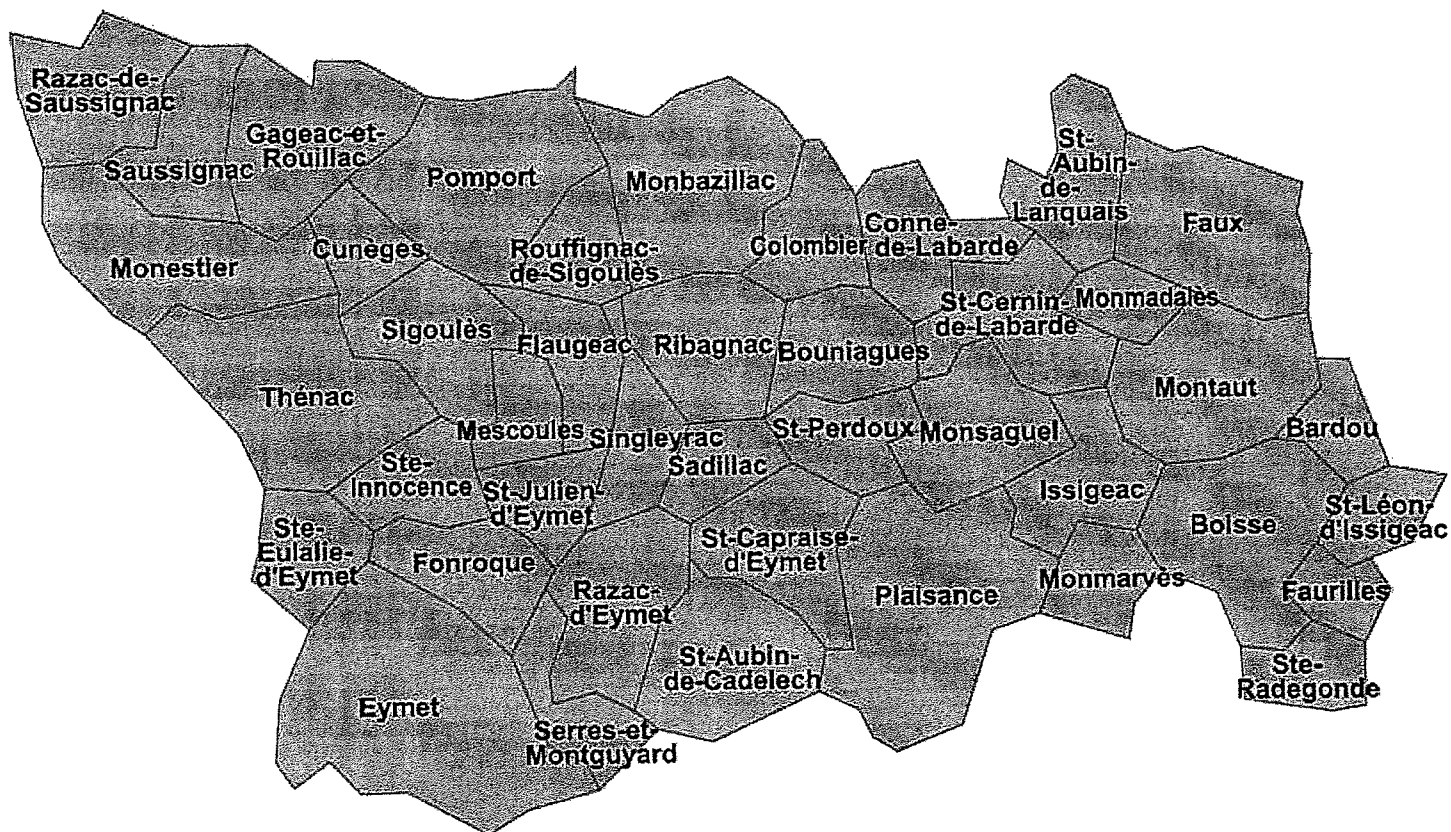 Razac-de-
Saussignac
Saussignac
Gageac-et-
Rouillac
Pomport
Monbazillac
St-
Aubin-
de-
Lanquais
Faux
Monestier
Cunèges
Rouffignac-
de-Sigoulès
Colombier
Conne-
de-Labarde
St-Cernin-
de-Labarde
Monmadalès
Sigoulès
Flaugeac
Ribagnac
Bouniagues
Thénac
Montaut
Mescoules
Singleyrac
Sadillac
St-Perdoux
Monsaguel
Bardou
Ste-
Innocence
St-Julien-
d'Eymet
Issigeac
Boisse
St-Léon-
d'Issigeac
Ste-
Eulalie-
d'Eymet
Fonroque
Razac-
d'Eymet
St-Capraise-
d'Eymet
Plaisance
Monmarvès
Faurilles
St-Aubin-
de-Cadelech
Ste-
Radegonde
Eymet
Serres-et-
Montguyard